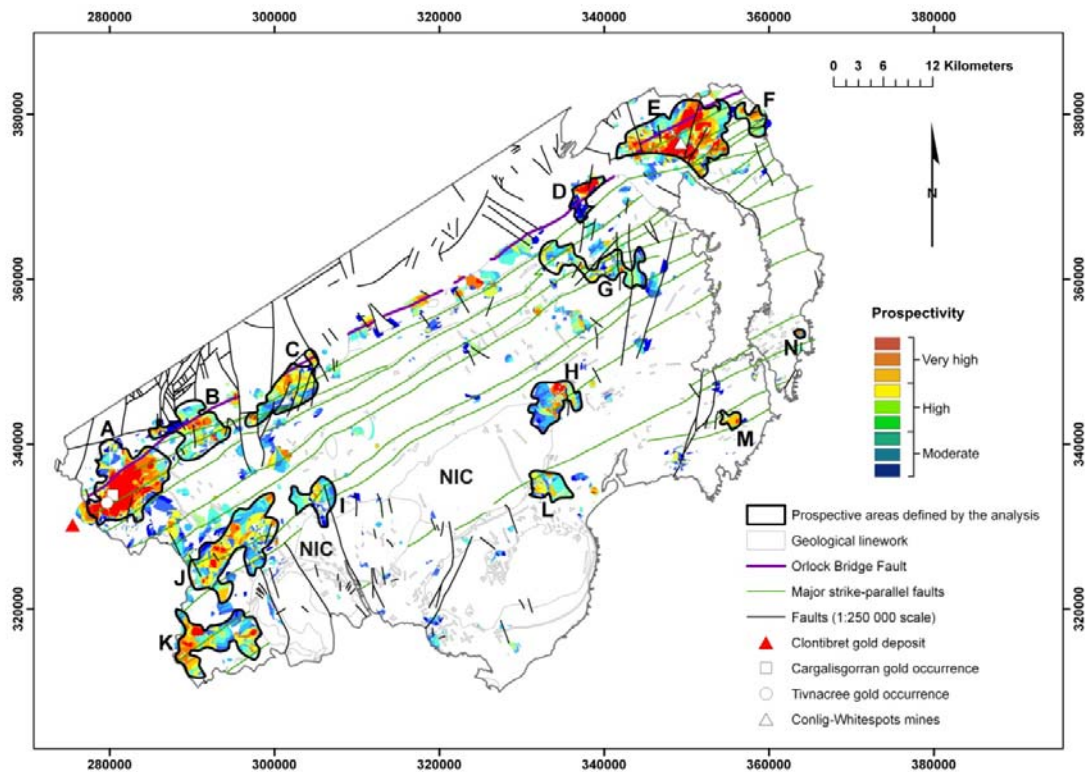 280000 300000 320000 340000 360000 380000
0 3 6 12 Kilometers
380000
380000
E
F
D
N
360000
360000
G
Prospectivity
Very high
High
Moderate
C
N
H
B
M
340000
340000
A
NIC
L
I
NIC
J
Prospective areas defined by the analysis
Geological linework
Orlock Bridge Fault
Major strike-parallel faults
Faults (1:250 000 scale)
Clontibret gold deposit
Cargalisgorran gold occurrence
Tivnacree gold occurrence
Conlig-Whitespots mines
320000
320000
K
280000 300000 320000 340000 360000 380000